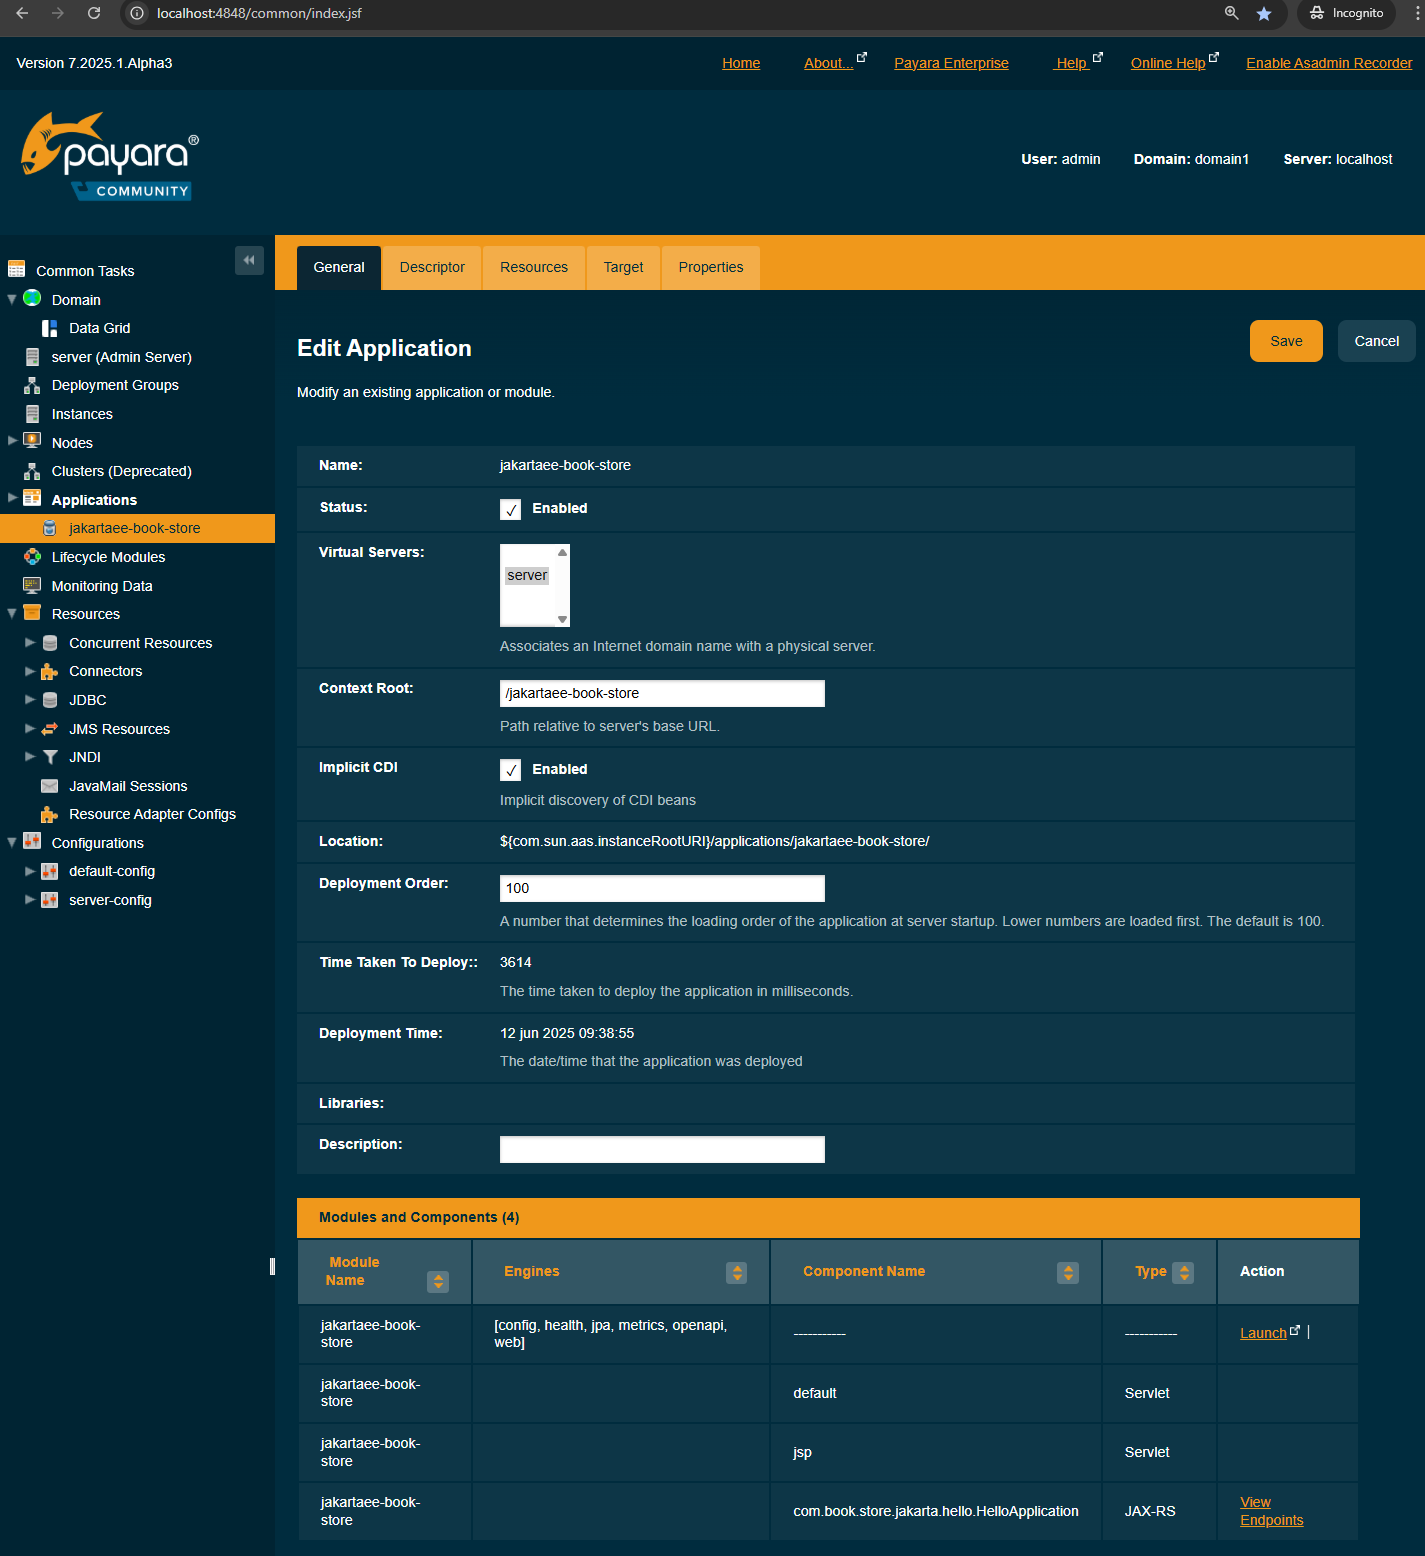 localhost:4848/common/index.jsf
Incognito
Version 7.2025.1.Alpha3
Home
About...
Payara Enterprise
Help
Online Help
Enable Asadmin Recorder
payara®
COMMUNITY
User: admin
Domain: domain1
Server: localhost
Common Tasks
Domain
Data Grid
server (Admin Server)
Deployment Groups
Instances
Nodes
Clusters (Deprecated)
Applications
jakartaee-book-store
Lifecycle Modules
Monitoring Data
Resources
Concurrent Resources
Connectors
JDBC
JMS Resources
JNDI
JavaMail Sessions
Resource Adapter Configs
Configurations
default-config
server-config
General
Descriptor
Resources
Target
Properties
Edit Application
Save
Cancel
Modify an existing application or module.
Name:
jakartaee-book-store
Status:
Enabled
Virtual Servers:
server
Associates an Internet domain name with a physical server.
Context Root:
/jakartaee-book-store
Path relative to server's base URL.
Implicit CDI
Enabled
Implicit discovery of CDI beans
Location:
${com.sun.aas.instanceRootURI}/applications/jakartaee-book-store/
Deployment Order:
100
A number that determines the loading order of the application at server startup. Lower numbers are loaded first. The default is 100.
Time Taken To Deploy::
3614
The time taken to deploy the application in milliseconds.
Deployment Time:
12 jun 2025 09:38:55
The date/time that the application was deployed
Libraries:
Description:
Modules and Components (4)
Module
Name
Engines
Component Name
Type
Action
jakartaee-book-
store
[config, health, jpa, metrics, openapi,
web]
-----------
-----------
Launch |
jakartaee-book-
store
default
Servlet
jakartaee-book-
store
jsp
Servlet
jakartaee-book-
store
com.book.store.jakarta.hello.HelloApplication
JAX-RS
View
Endpoints